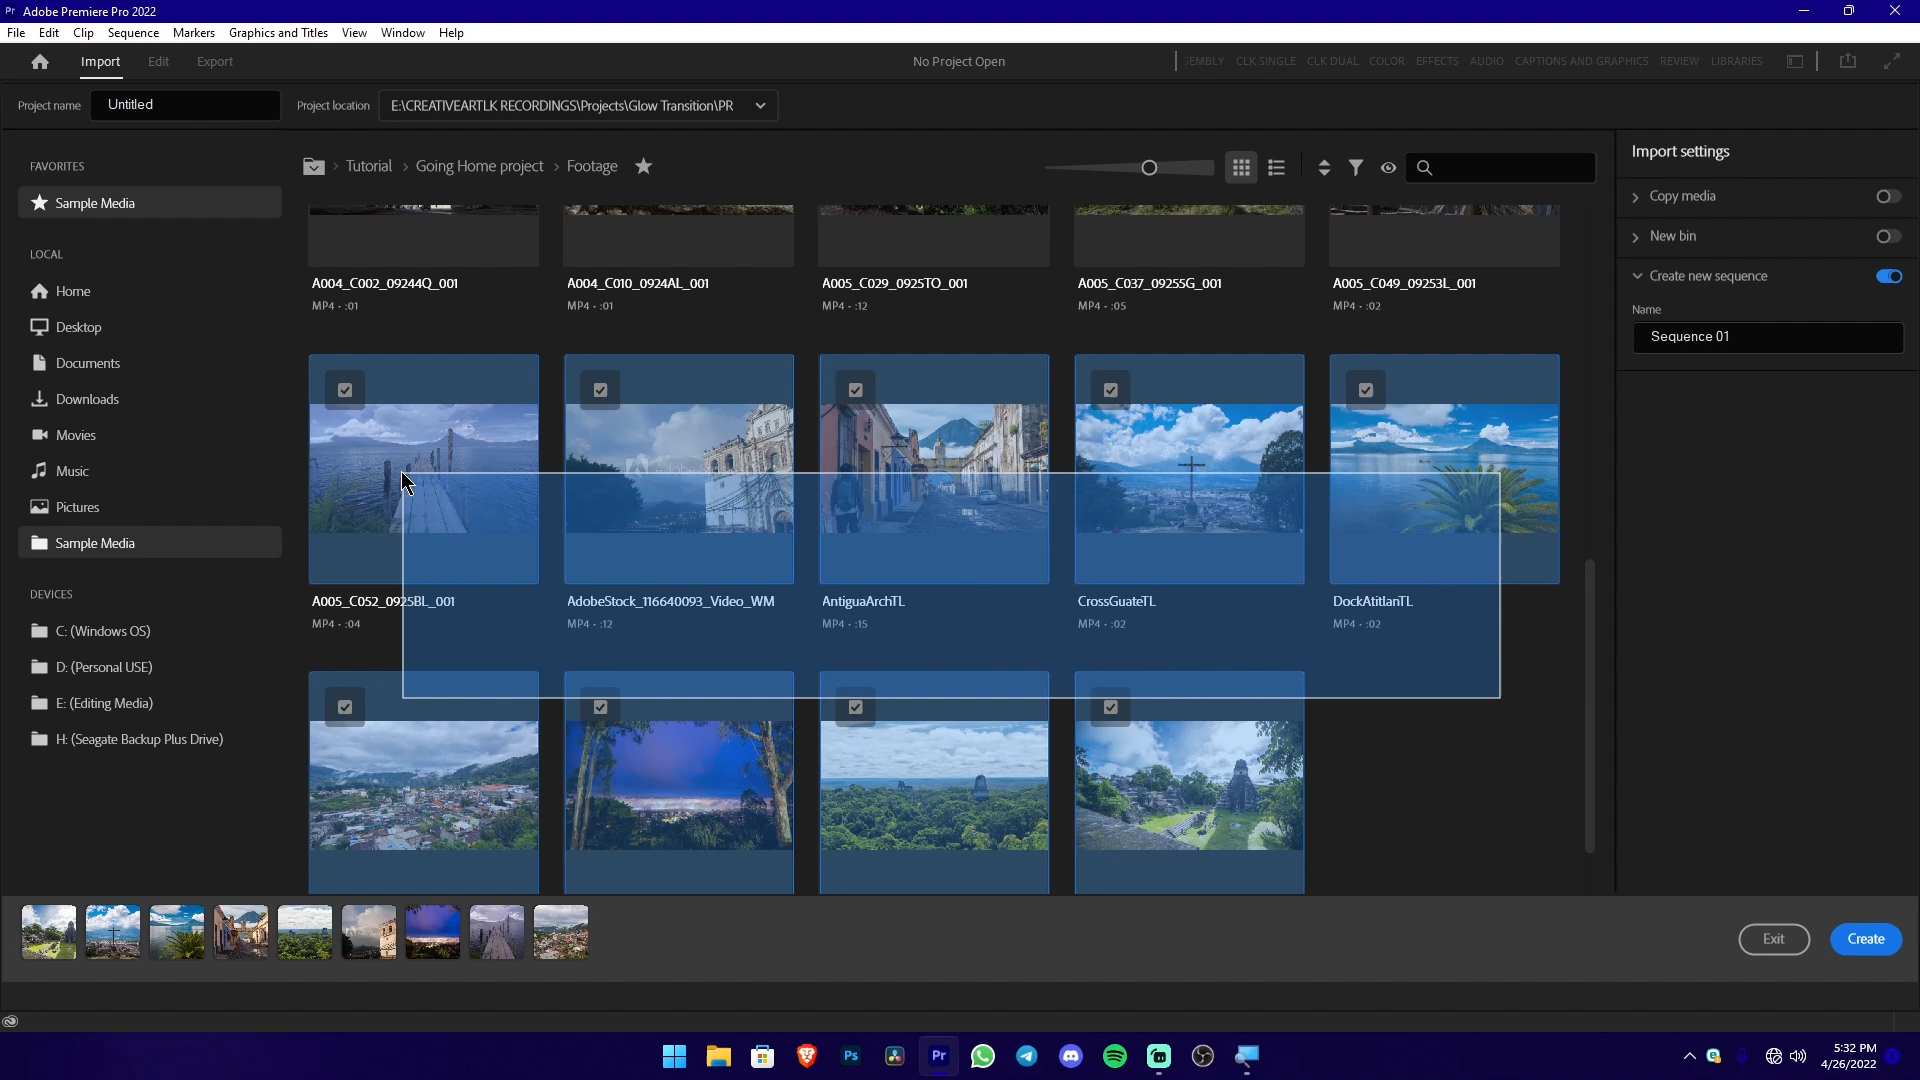 Pr Adobe Premiere Pro 2022
File Edit Clip Sequence Markers Graphics and Titles View Window Help
Import Edit Export No Project Open EMBLY CLK SINGLE CLK DUAL COLOR EFFECTS AUDIO CAPTIONS AND GRAPHICS REVIEW LIBRARIES
Project name Untitled Project location E:\CREATIVEARTLK RECORDINGS\Projects\Glow Transition\PR
FAVORITES
Sample Media
LOCAL
Home
Desktop
Documents
Downloads
Movies
Music
Pictures
Sample Media
DEVICES
C: (Windows OS)
D: (Personal USE)
E: (Editing Media)
H: (Seagate Backup Plus Drive)
Tutorial › Going Home project › Footage
A004_C002_09244Q_001 A004_C010_0924AL_001 A005_C029_0925TO_001 A005_C037_09255G_001 A005_C049_09253L_001
MP4 - :01 MP4 - :01 MP4 - :12 MP4 - :05 MP4 - :02
A005_C052_0925BL_001 AdobeStock_116640093_Video_WM AntiguaArchTL CrossGuateTL DockAtitlanTL
MP4 - :04 MP4 - :12 MP4 - :15 MP4 - :02 MP4 - :02
Import settings
Copy media
New bin
Create new sequence
Name
Sequence 01
Exit Create
Ps Pr
5:32 PM
4/26/2022